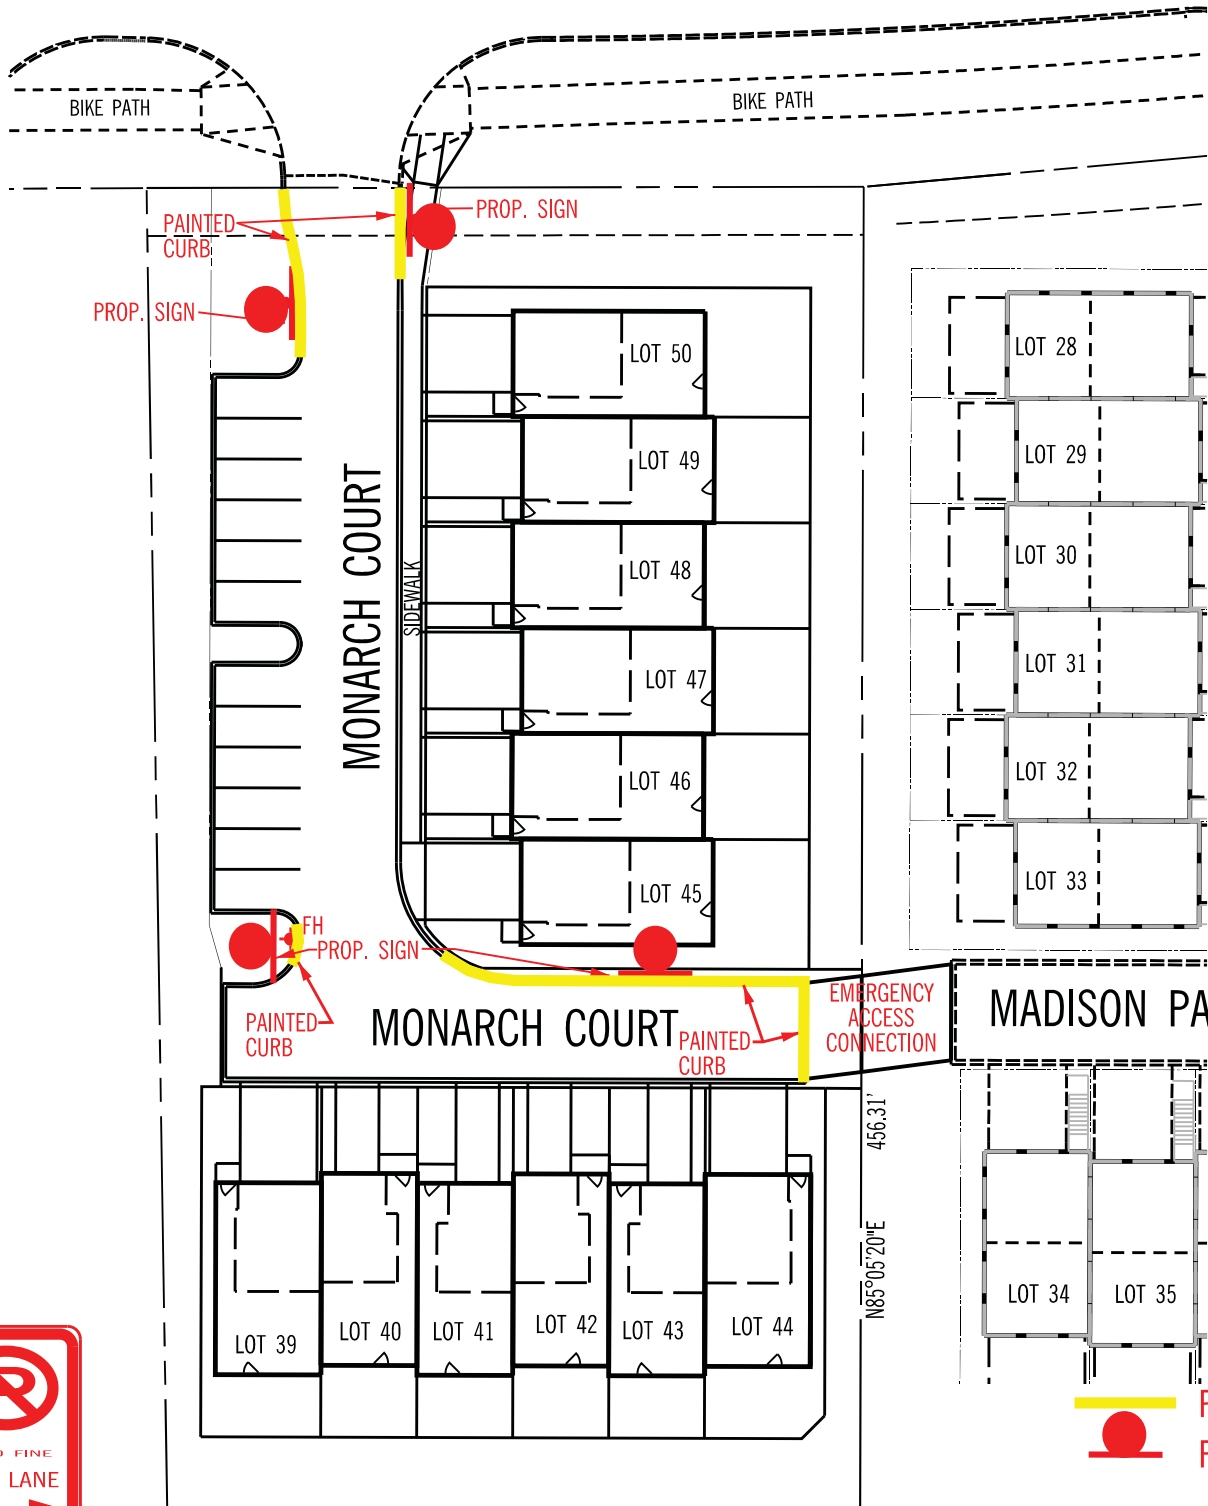 BIKE PATH
BIKE PATH
PAINTED
CURB
PROP. SIGN
PROP. SIGN
LOT 50
LOT 49
LOT 48
LOT 47
LOT 46
LOT 45
LOT 28
LOT 29
LOT 30
LOT 31
LOT 32
LOT 33
MONARCH COURT
SIDEWALK
FH
PROP. SIGN
PAINTED
CURB
MONARCH COURT
PAINTED
CURB
EMERGENCY
ACCESS
CONNECTION
MADISON PA
456.31'
N85°05'20"E
LOT 39
LOT 40
LOT 41
LOT 42
LOT 43
LOT 44
LOT 34
LOT 35
FINE
LANE